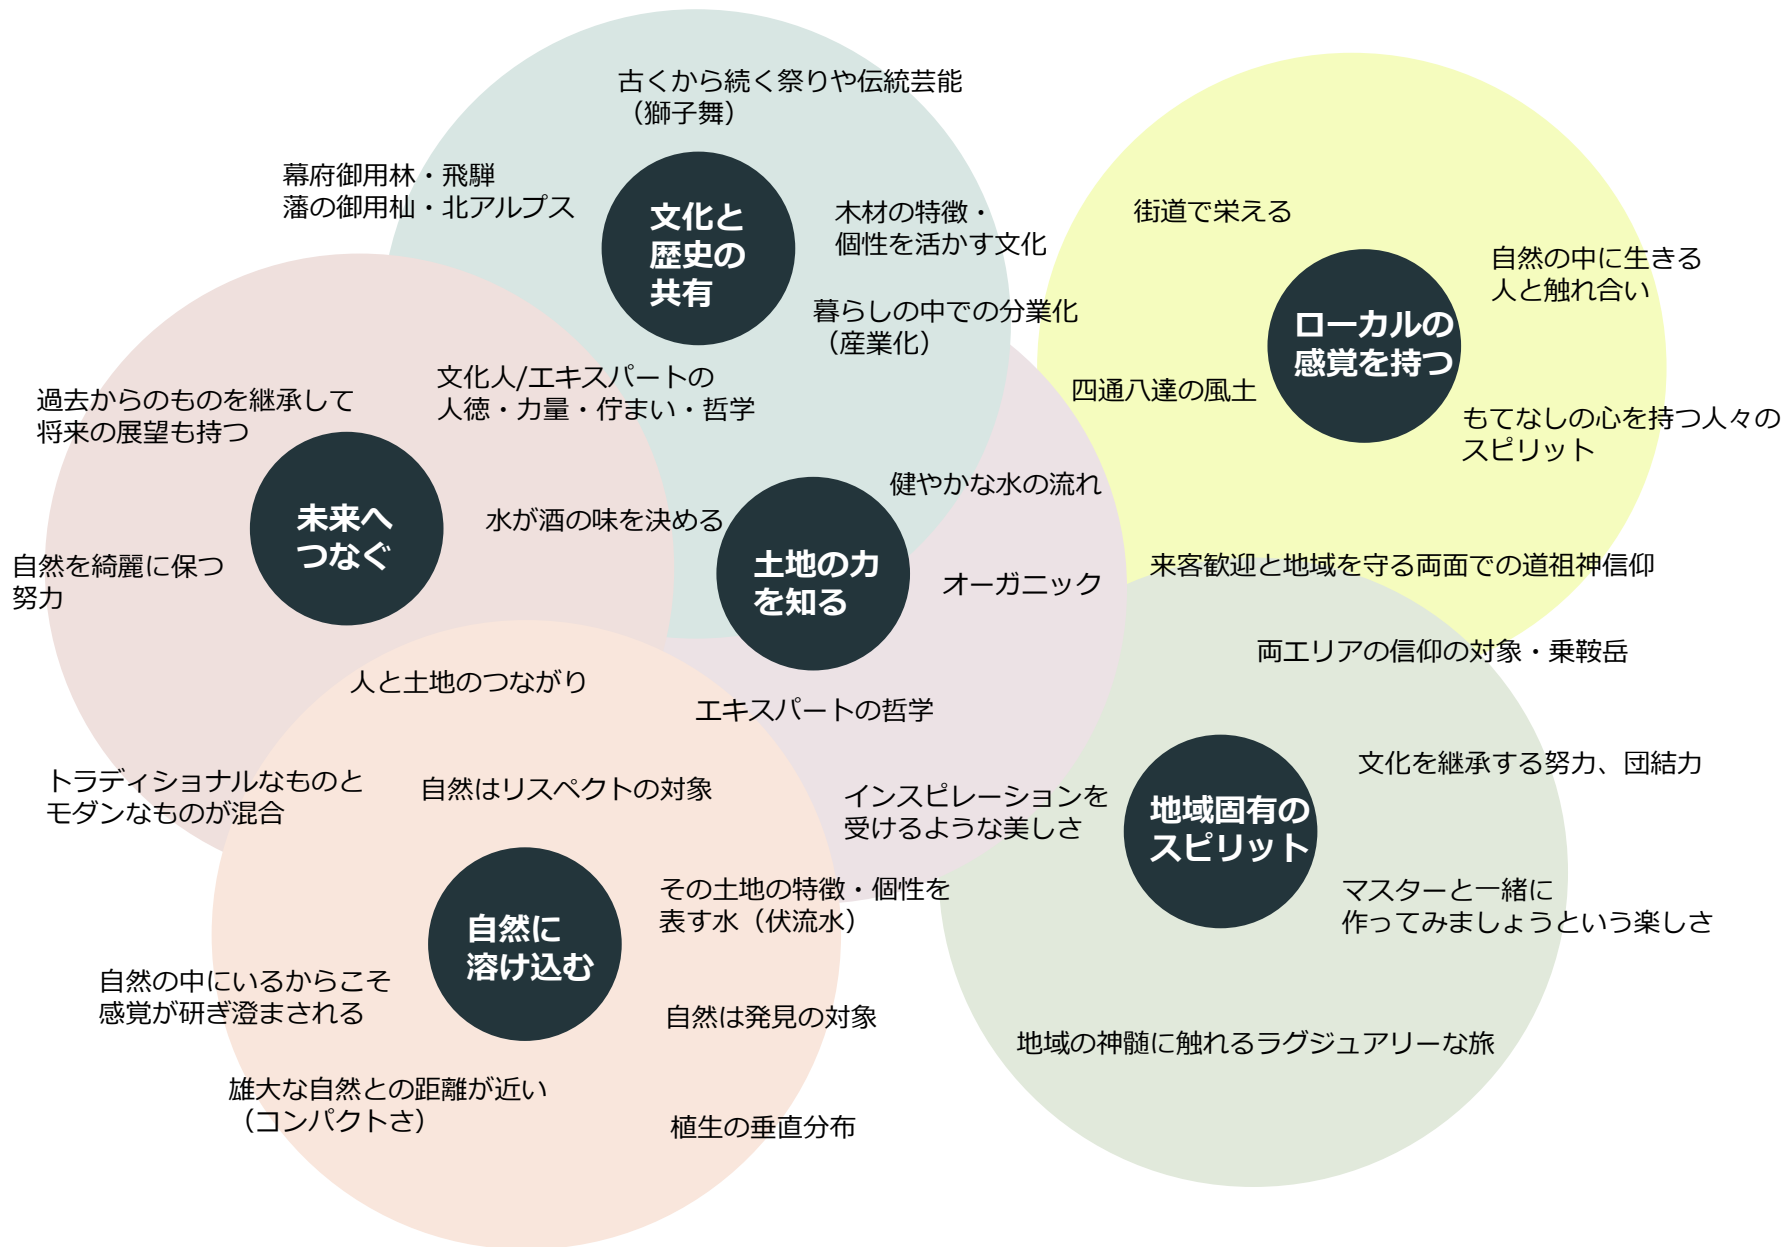 古くから続く祭りや伝統芸能
（獅子舞）
幕府御用林・飛騨
藩の御用杣・北アルプス
文化と
歴史の
共有
木材の特徴・
個性を活かす文化
暮らしの中での分業化
（産業化）
文化人/エキスパートの
人徳・力量・佇まい・哲学
街道で栄える
自然の中に生きる
人と触れ合い
ローカルの
感覚を持つ
四通八達の風土
もてなしの心を持つ人々の
スピリット
来客歓迎と地域を守る両面での道祖神信仰
過去からのものを継承して
将来の展望も持つ
未来へ
つなぐ
自然を綺麗に保つ
努力
人と土地のつながり
トラディショナルなものと
モダンなものが混合
健やかな水の流れ
水が酒の味を決める
土地の力
を知る
オーガニック
エキスパートの哲学
インスピレーションを
受けるような美しさ
両エリアの信仰の対象・乗鞍岳
文化を継承する努力、団結力
地域固有の
スピリット
マスターと一緒に
作ってみましょうという楽しさ
地域の神髄に触れるラグジュアリーな旅
自然はリスペクトの対象
その土地の特徴・個性を
表す水（伏流水）
自然に
溶け込む
自然の中にいるからこそ
感覚が研ぎ澄まされる
自然は発見の対象
雄大な自然との距離が近い
（コンパクトさ）
植生の垂直分布